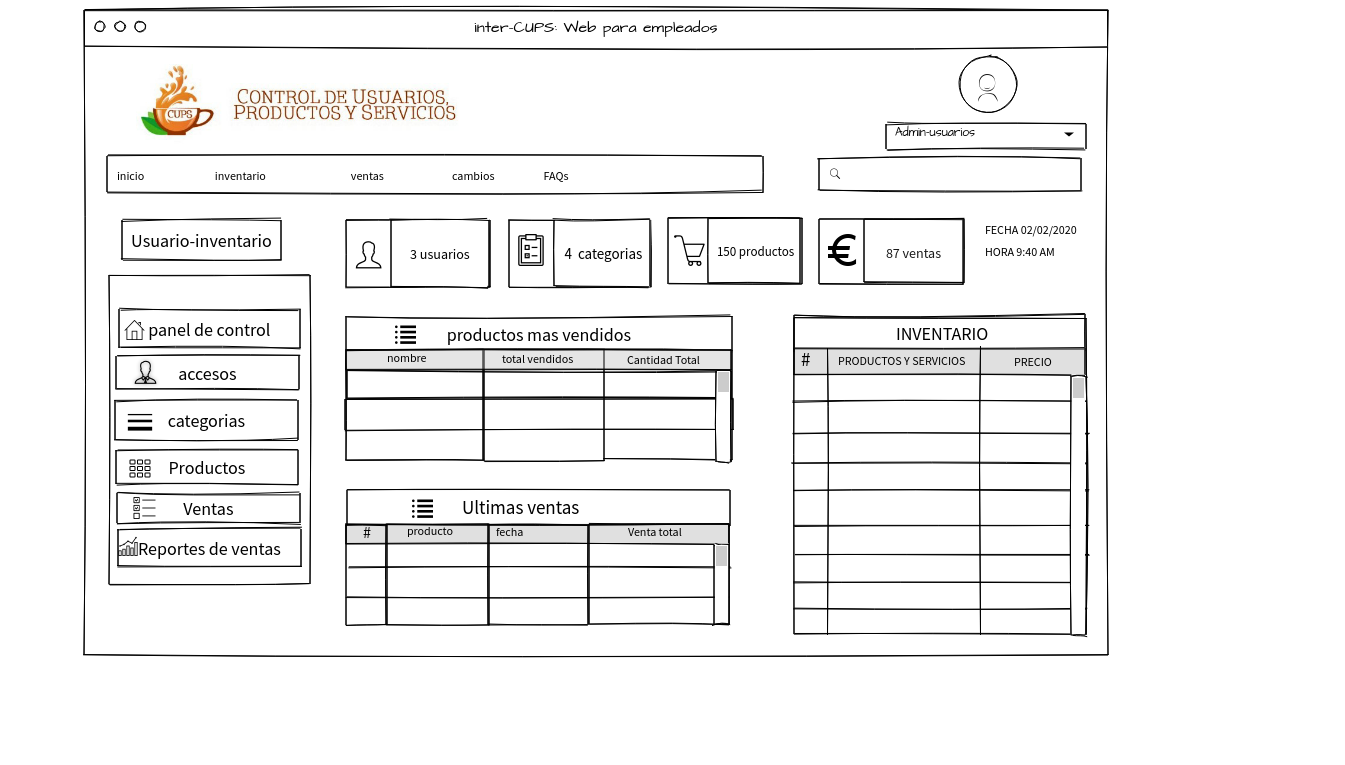 inter-CUPS: Web para empleados
CUPS
CONTROL DE USUARIOS,
PRODUCTOS Y SERVICIOS
Admin-usuarios
inicio inventario ventas cambios FAQs
Usuario-inventario
3 usuarios
4 categorias
150 productos
€ 87 ventas
FECHA 02/02/2020
HORA 9:40 AM
panel de control
accesos
categorias
Productos
Ventas
Reportes de ventas
productos mas vendidos
nombre total vendidos Cantidad Total
Ultimas ventas
# producto fecha Venta total
INVENTARIO
# PRODUCTOS Y SERVICIOS PRECIO